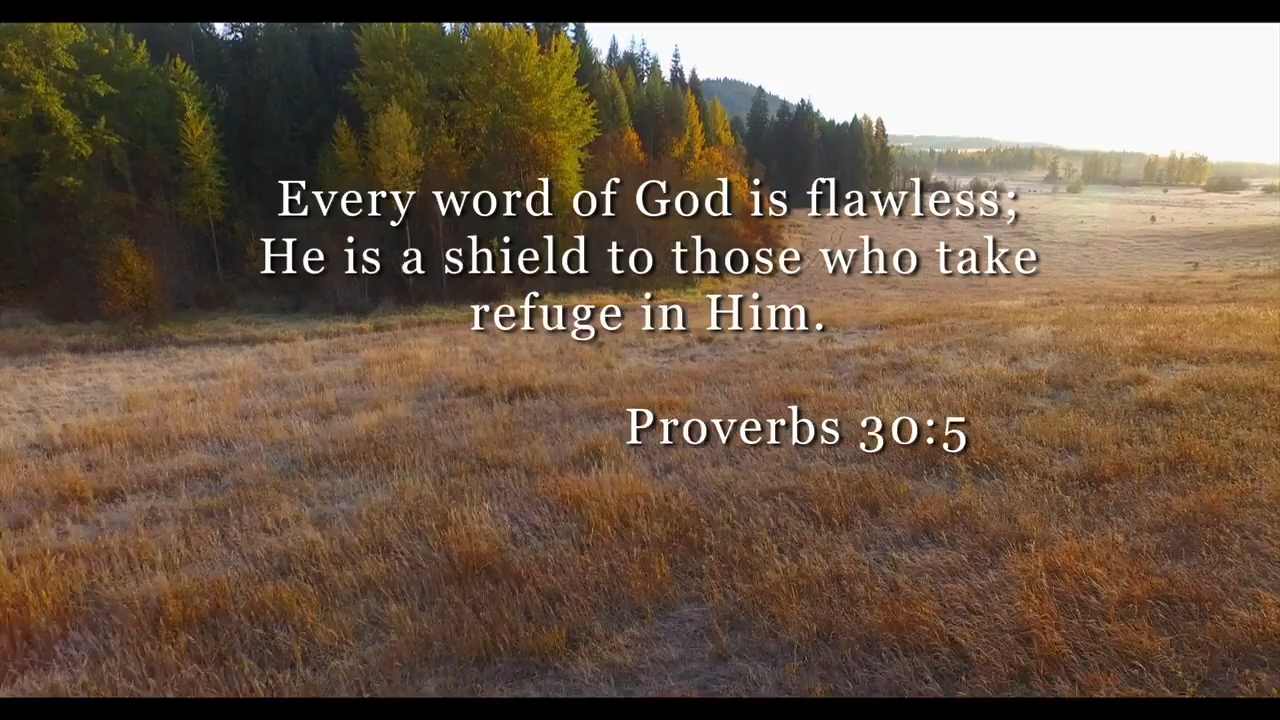 Every word of God is flawless;
He is a shield to those who take
refuge in Him.
Proverbs 30:5